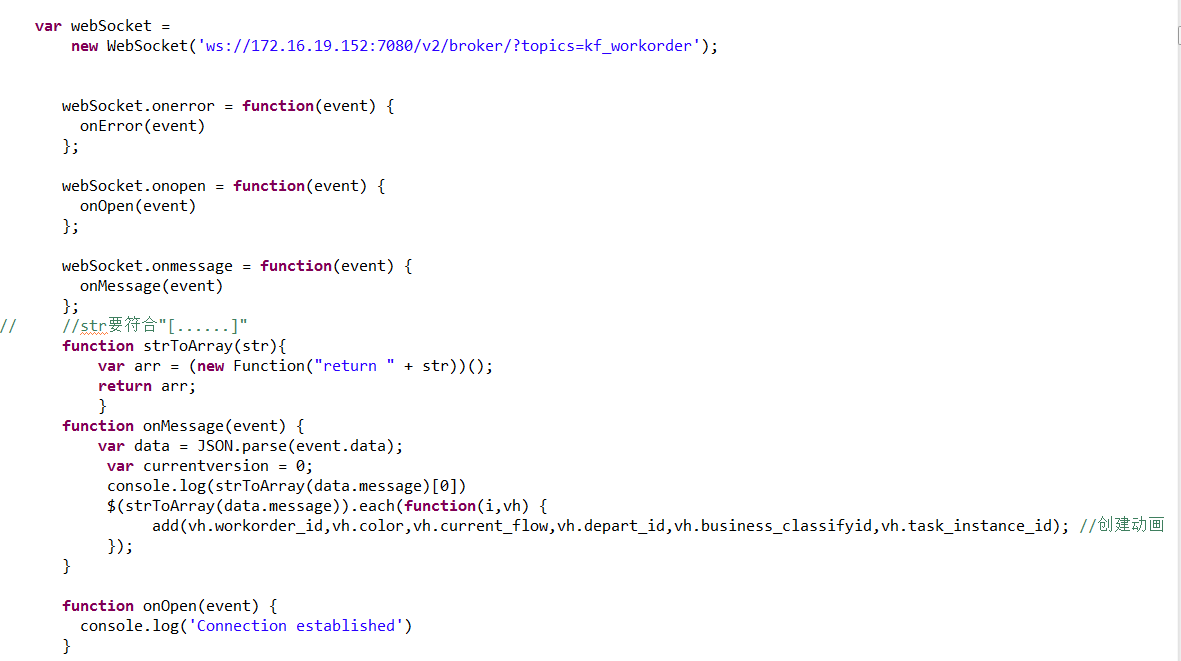 var webSocket =
new WebSocket('ws://172.16.19.152:7080/v2/broker/?topics=kf_workorder');
webSocket.onerror = function(event) {
onError(event)
};
webSocket.onopen = function(event) {
onOpen(event)
};
webSocket.onmessage = function(event) {
onMessage(event)
};
// //str要符合"[......]"
function strToArray(str){
var arr = (new Function("return " + str))();
return arr;
}
function onMessage(event) {
var data = JSON.parse(event.data);
var currentversion = 0;
console.log(strToArray(data.message)[0])
$(strToArray(data.message)).each(function(i,vh) {
add(vh.workorder_id,vh.color,vh.current_flow,vh.depart_id,vh.business_classifyid,vh.task_instance_id); //创建动画
});
}
function onOpen(event) {
console.log('Connection established')
}